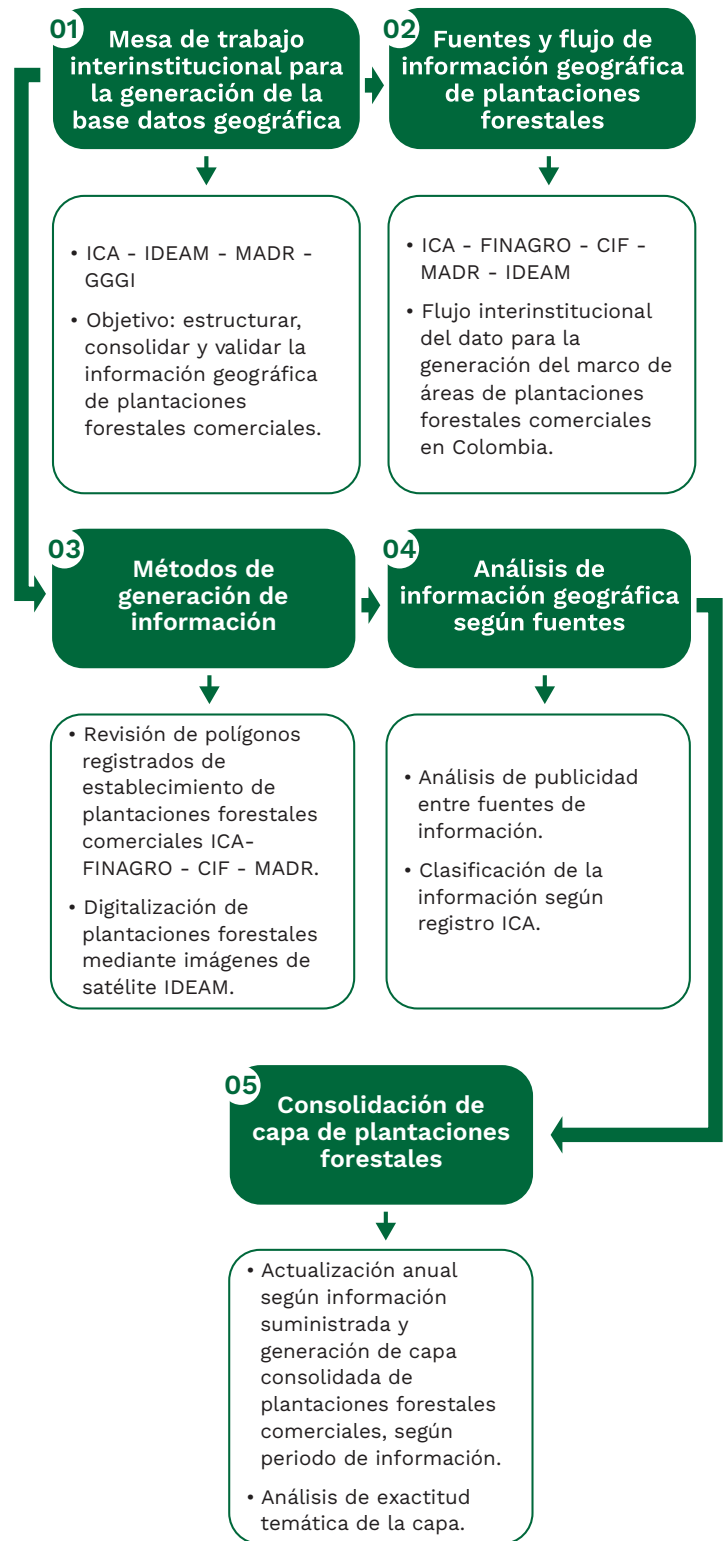 01
Mesa de trabajo
interinstitucional para
la generación de la
base datos geográfica
02
Fuentes y flujo de
información geográfica
de plantaciones
forestales
• ICA - IDEAM - MADR -
GGGI
• Objetivo: estructurar,
consolidar y validar la
información geográfica
de plantaciones
forestales comerciales.
• ICA - FINAGRO - CIF -
MADR - IDEAM
• Flujo interinstitucional
del dato para la
generación del marco de
áreas de plantaciones
forestales comerciales
en Colombia.
03
Métodos de
generación de
información
04
Análisis de
información geográfica
según fuentes
• Revisión de polígonos
registrados de
establecimiento de
plantaciones forestales
comerciales ICA-
FINAGRO - CIF - MADR.
• Digitalización de
plantaciones forestales
mediante imágenes de
satélite IDEAM.
• Análisis de publicidad
entre fuentes de
información.
• Clasificación de la
información según
registro ICA.
05
Consolidación de
capa de plantaciones
forestales
• Actualización anual
según información
suministrada y
generación de capa
consolidada de
plantaciones forestales
comerciales, según
periodo de información.
• Análisis de exactitud
temática de la capa.